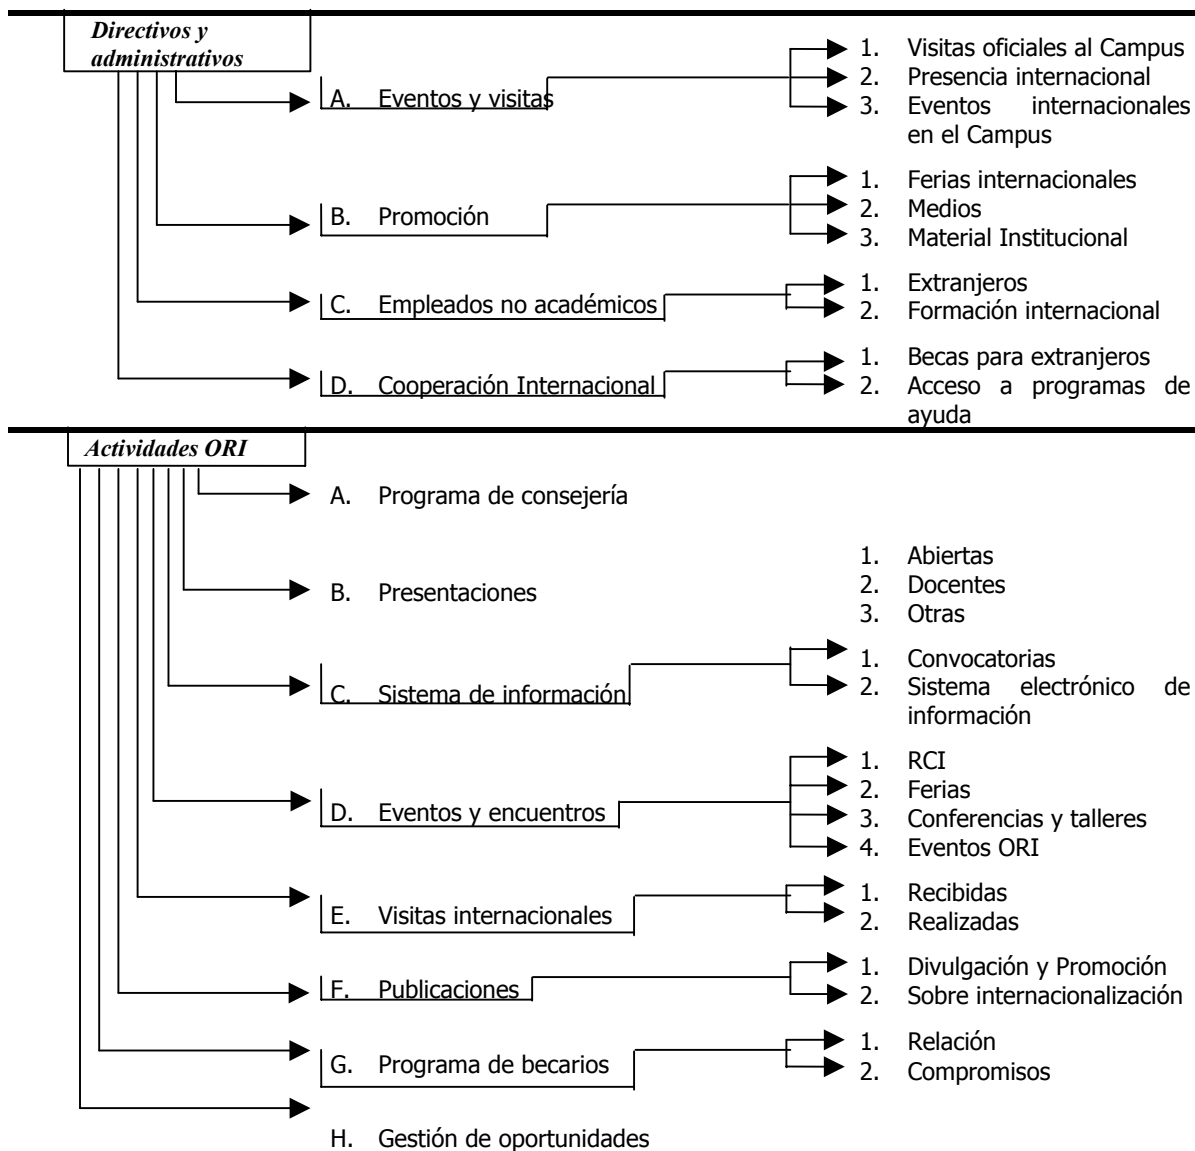 Directivos y
administrativos
A. Eventos y visitas
1. Visitas oficiales al Campus
2. Presencia internacional
3. Eventos internacionales
en el Campus
B. Promoción
1. Ferias internacionales
2. Medios
3. Material Institucional
C. Empleados no académicos
1. Extranjeros
2. Formación internacional
D. Cooperación Internacional
1. Becas para extranjeros
2. Acceso a programas de
ayuda
Actividades ORI
A. Programa de consejería
B. Presentaciones
1. Abiertas
2. Docentes
3. Otras
C. Sistema de información
1. Convocatorias
2. Sistema electrónico de
información
D. Eventos y encuentros
1. RCI
2. Ferias
3. Conferencias y talleres
4. Eventos ORI
E. Visitas internacionales
1. Recibidas
2. Realizadas
F. Publicaciones
1. Divulgación y Promoción
2. Sobre internacionalización
G. Programa de becarios
1. Relación
2. Compromisos
H. Gestión de oportunidades